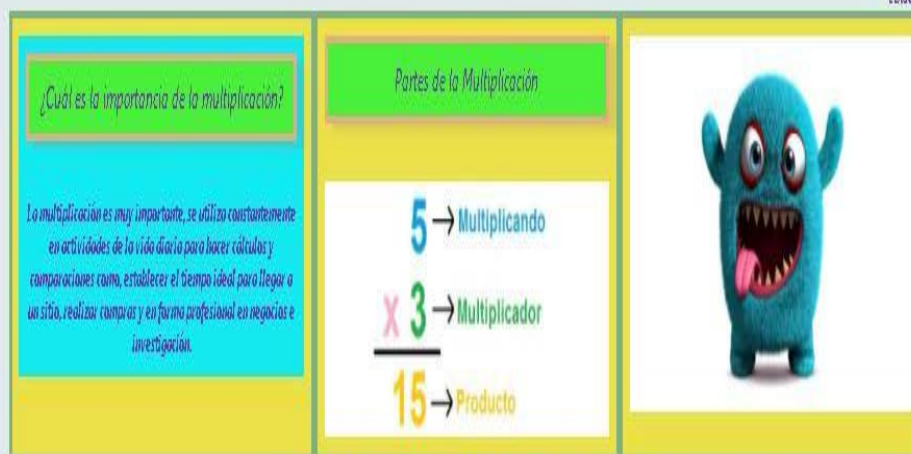 ¿Cuál es la importancia de la multiplicación?
La multiplicación es muy importante, se utiliza constantemente
en actividades de la vida diaria para hacer cálculos y
comparaciones como, establecer el tiempo ideal para llegar a
un sitio, realizar compras y en forma profesional en negocios e
investigación.
Partes de la Multiplicación
5 → Multiplicando
x 3 → Multiplicador
15 → Producto